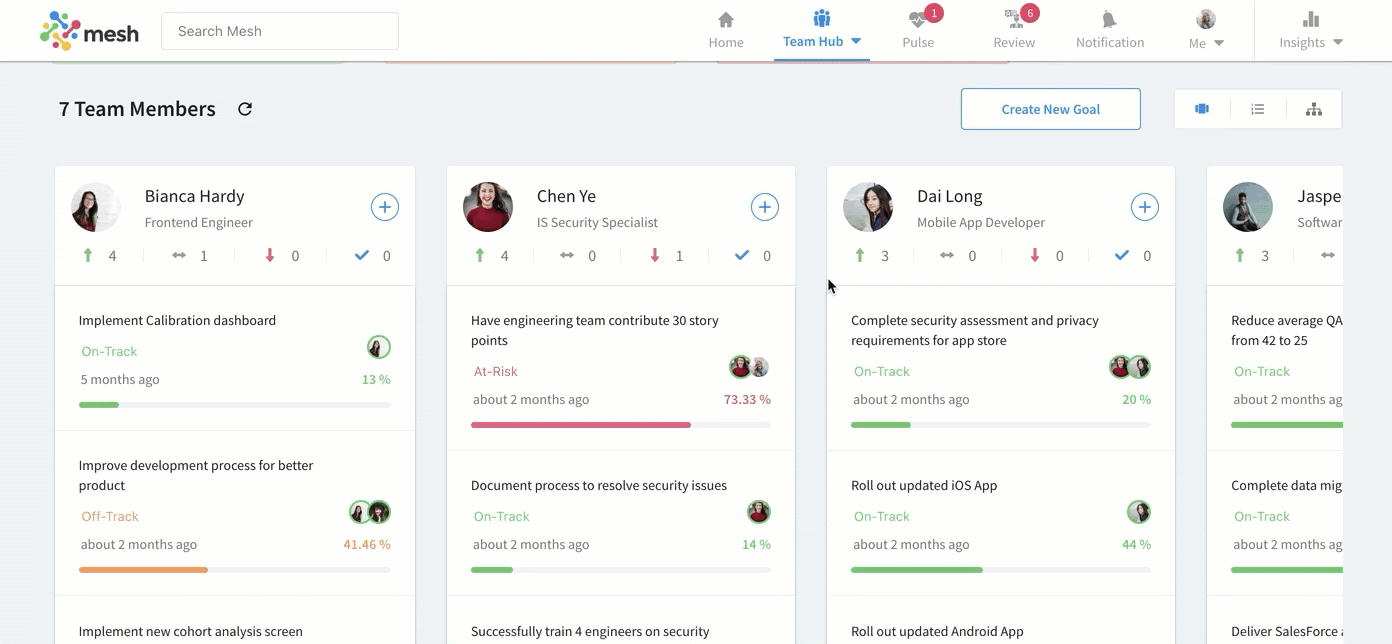 mesh
Search Mesh
Home
Team Hub
1
Pulse
6
Review
Notification
Me
Insights
7 Team Members
Create New Goal
Bianca Hardy
Frontend Engineer
4 1 0 0
Implement Calibration dashboard
On-Track
5 months ago 13 %
Improve development process for better
product
Off-Track
about 2 months ago 41.46 %
Implement new cohort analysis screen
Chen Ye
IS Security Specialist
4 0 1 0
Have engineering team contribute 30 story
points
At-Risk
about 2 months ago 73.33 %
Document process to resolve security issues
On-Track
about 2 months ago 14 %
Successfully train 4 engineers on security
Dai Long
Mobile App Developer
3 0 0 0
Complete security assessment and privacy
requirements for app store
On-Track
about 2 months ago 20 %
Roll out updated iOS App
On-Track
about 2 months ago 44 %
Roll out updated Android App
Jaspe
Softwar
3
Reduce average QA
from 42 to 25
On-Track
about 2 months ag
Complete data mig
On-Track
about 2 months ag
Deliver SalesForce